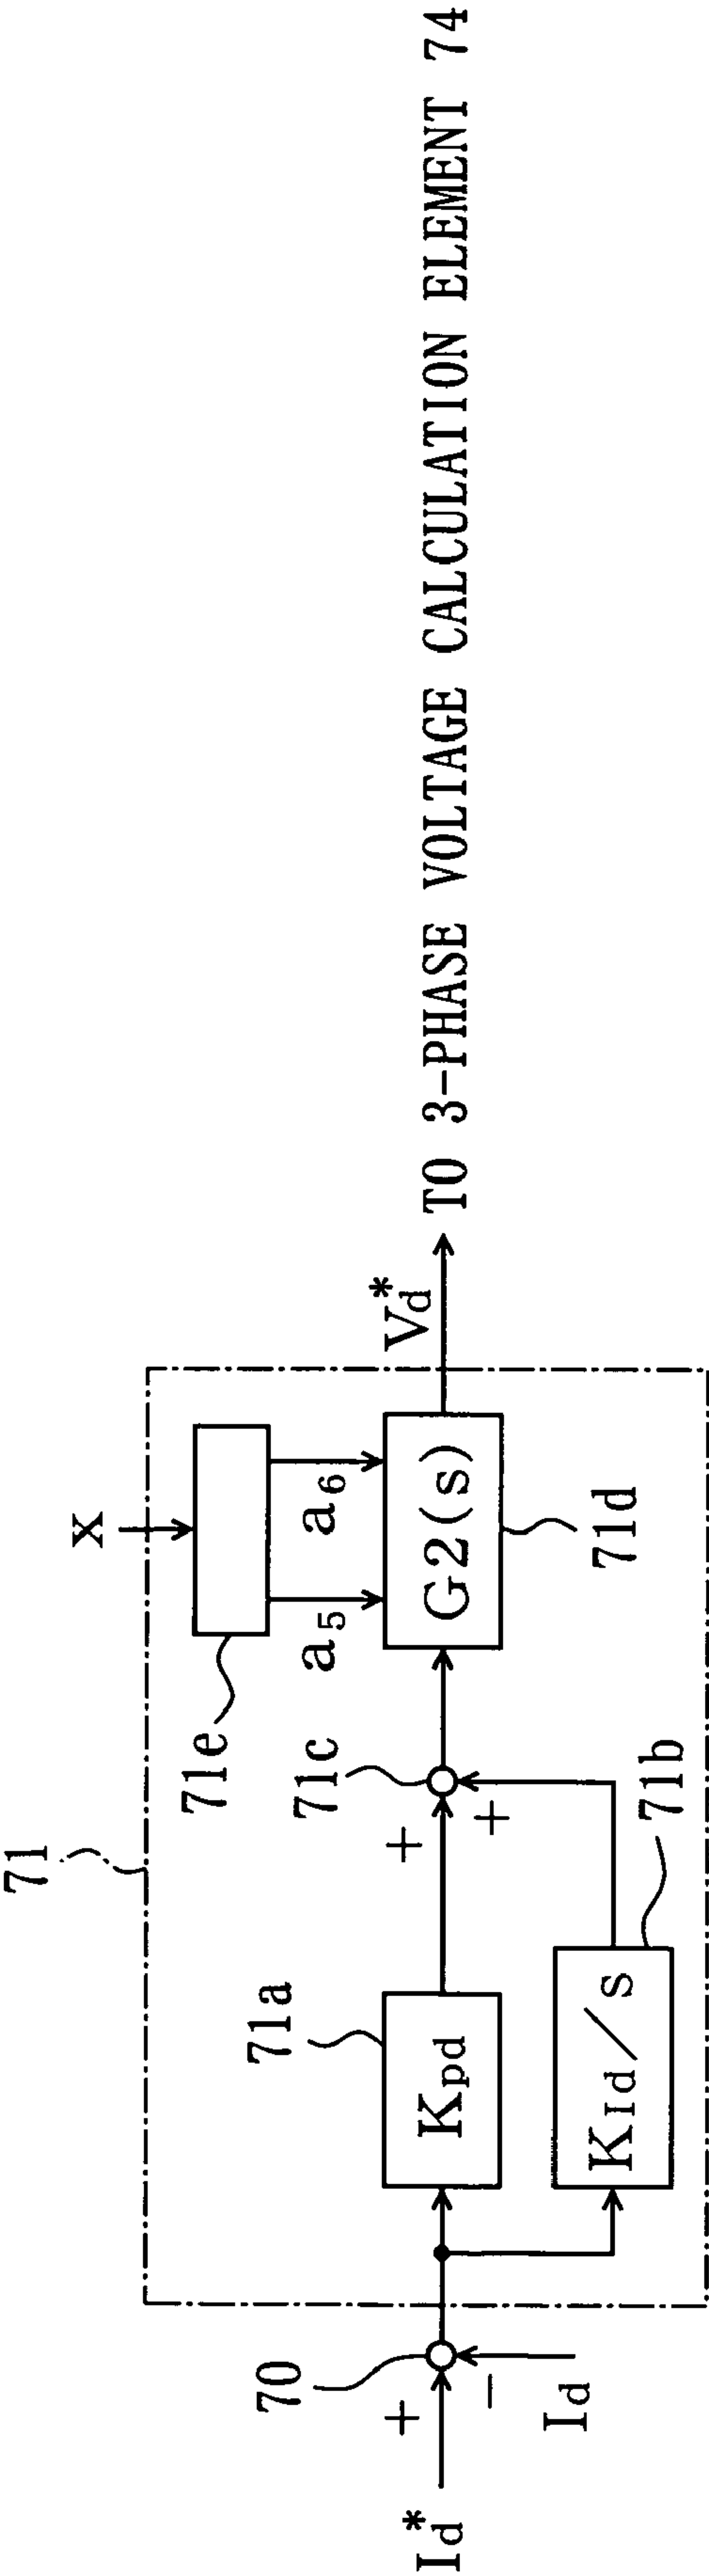 71
x
71e
a5
a6
Id*
+
-
Id
70
71a
Kpd
KId/s
71b
+
+
71c
G2(s)
71d
Vd*
TO 3-PHASE VOLTAGE CALCULATION ELEMENT 74